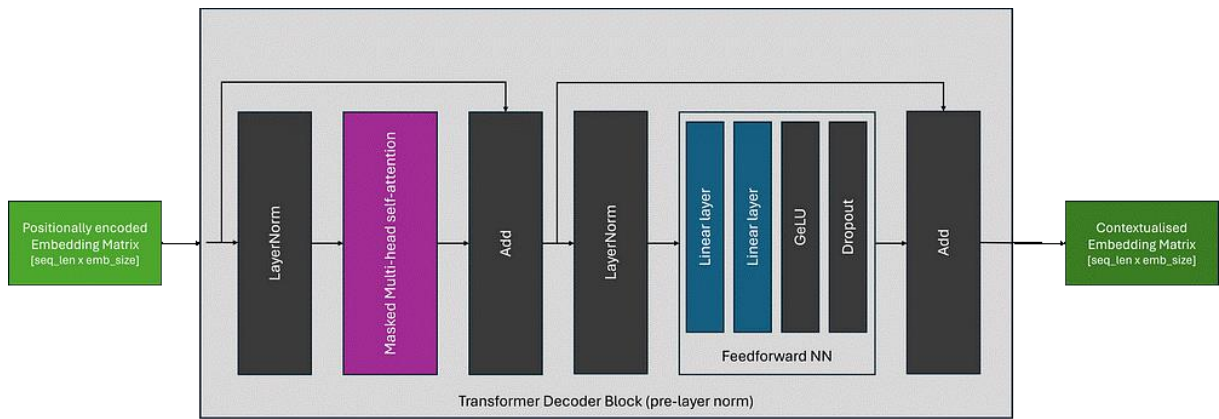 Positionally encoded
Embedding Matrix
[seq_len x emb_size]
LayerNorm
Masked Multi-head self-attention
Add
LayerNorm
Linear layer
Linear layer
GeLU
Dropout
Feedforward NN
Add
Contextualised
Embedding Matrix
[seq_len x emb_size]
Transformer Decoder Block (pre-layer norm)